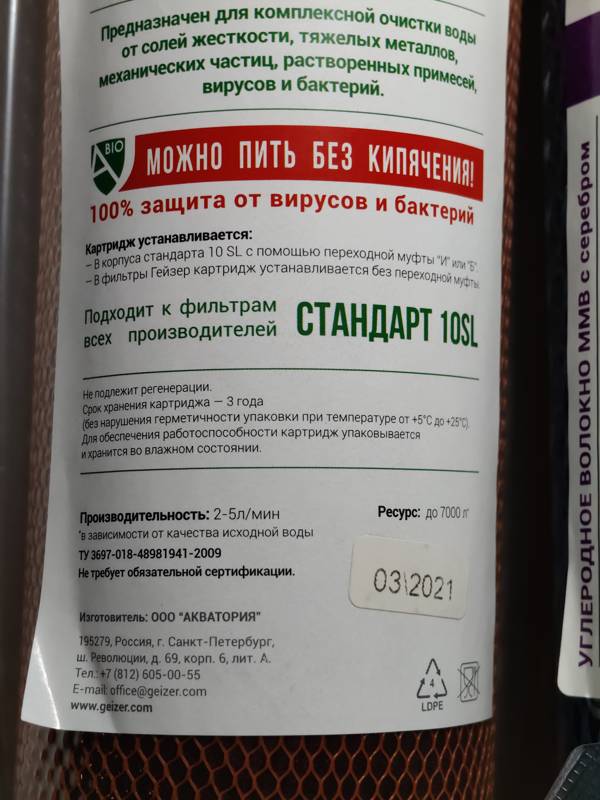 Предназначен для комплексной очистки воды
от солей жесткости, тяжелых металлов,
механических частиц, растворенных примесей,
вирусов и бактерий.
BIO
МОЖНО ПИТЬ БЕЗ КИПЯЧЕНИЯ!
100% защита от вирусов и бактерий
Картридж устанавливается:
– В корпуса стандарта 10 SL с помощью переходной муфты "И" или "Б".
– В фильтры Гейзер картридж устанавливается без переходной муфты.
Подходит к фильтрам
всех производителей
СТАНДАРТ 10SL
Не подлежит регенерации.
Срок хранения картриджа — 3 года
(без нарушения герметичности упаковки при температуре от +5°С до +25°С).
Для обеспечения работоспособности картридж упаковывается
и хранится во влажном состоянии.
Производительность: 2-5л/мин
*в зависимости от качества исходной воды
Ресурс: до 7000 л*
ТУ 3697-018-48981941-2009
Не требует обязательной сертификации.
03\2021
Изготовитель: ООО "АКВАТОРИЯ"
195279, Россия, г. Санкт-Петербург,
ш. Революции, д. 69, корп. 6, лит. А.
Тел.: +7 (812) 605-00-55
E-mail: office@geizer.com
www.geizer.com
4
LDPE
УГЛЕРОДНОЕ ВОЛОКНО ММВ с серебром